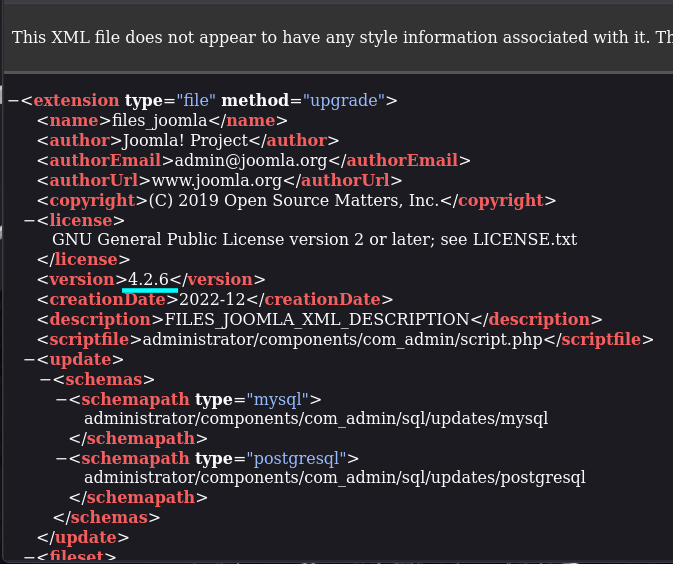 This XML file does not appear to have any style information associated with it. Th
−<extension type="file" method="upgrade">
<name>files_joomla</name>
<author>Joomla! Project</author>
<authorEmail>admin@joomla.org</authorEmail>
<authorUrl>www.joomla.org</authorUrl>
<copyright>(C) 2019 Open Source Matters, Inc.</copyright>
−<license>
GNU General Public License version 2 or later; see LICENSE.txt
</license>
<version>4.2.6</version>
<creationDate>2022-12</creationDate>
<description>FILES_JOOMLA_XML_DESCRIPTION</description>
<scriptfile>administrator/components/com_admin/script.php</scriptfile>
−<update>
−<schemas>
−<schemapath type="mysql">
administrator/components/com_admin/sql/updates/mysql
</schemapath>
−<schemapath type="postgresql">
administrator/components/com_admin/sql/updates/postgresql
</schemapath>
</schemas>
</update>
−<fileset>